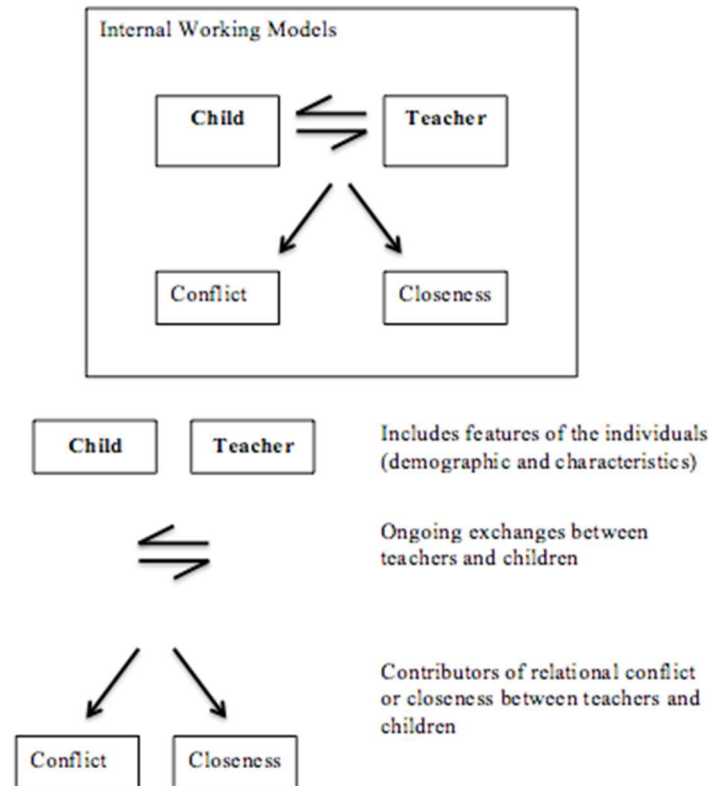 Internal Working Models
Child Teacher
Conflict Closeness
Child Teacher Includes features of the individuals
(demographic and characteristics)
Ongoing exchanges between
teachers and children
Contributors of relational conflict
or closeness between teachers and
children
Conflict Closeness